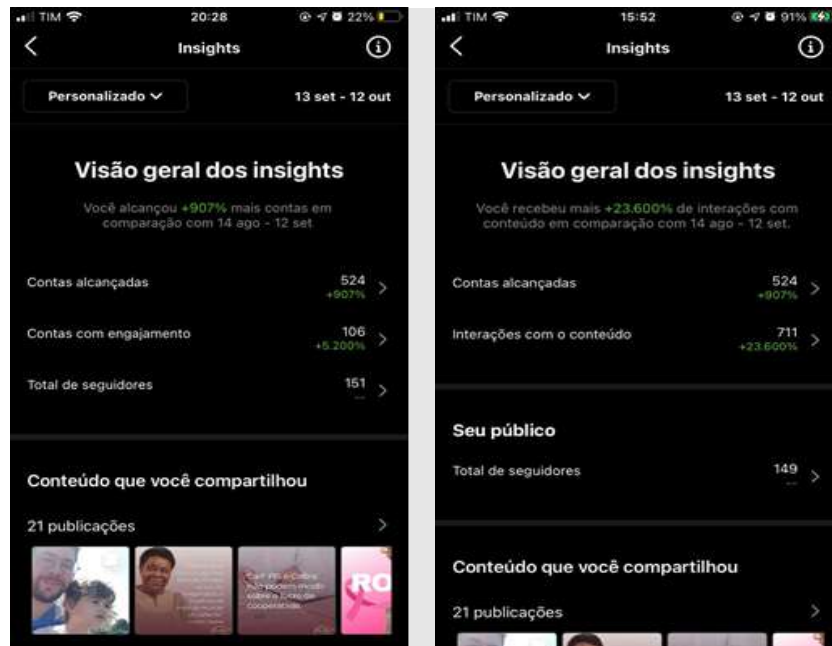 TIM
20:28
22%
Insights
Personalizado
13 set - 12 out
Visão geral dos insights
Você alcançou +907% mais contas em
comparação com 14 ago - 12 set
Contas alcançadas
524
+907%
Contas com engajamento
106
+5.200%
Total de seguidores
151
--
Conteúdo que você compartilhou
21 publicações
RO
TIM
15:52
91%
Insights
Personalizado
13 set - 12 out
Visão geral dos insights
Você recebeu mais +23.600% de interações com
conteúdo em comparação com 14 ago - 12 set.
Contas alcançadas
524
+907%
Interações com o conteúdo
711
+23.600%
Seu público
Total de seguidores
149
--
Conteúdo que você compartilhou
21 publicações